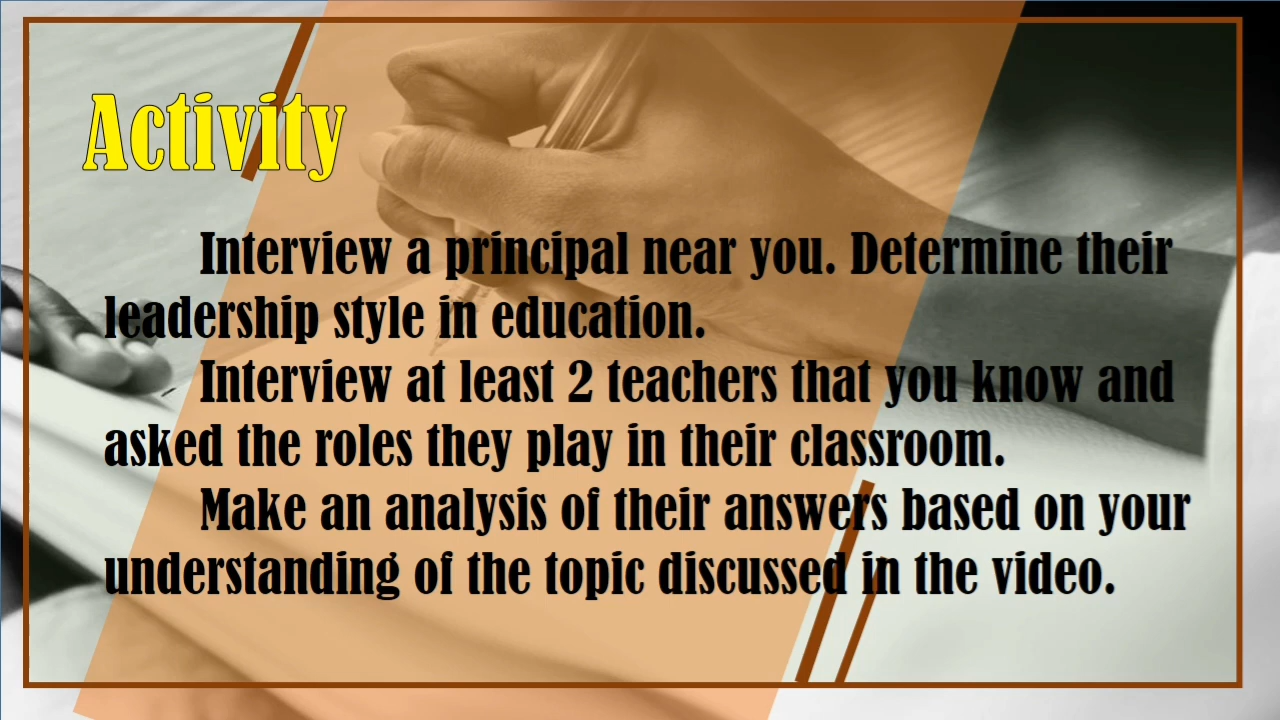 Activity
Interview a principal near you. Determine their
leadership style in education.
Interview at least 2 teachers that you know and
asked the roles they play in their classroom.
Make an analysis of their answers based on your
understanding of the topic discussed in the video.